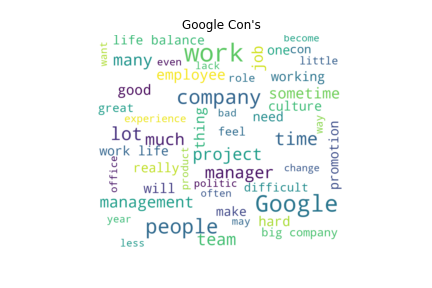 Google Con's
life balance
become
want
work
job
one
con
many
even
lack
little
employee
role
working
good
company
sometime
great
thing
culture
experience
need
way
lot
much
bad
feel
time
work life
project
promotion
office
really
product
manager
change
will
politic
difficult
management
often
make
Google
year
people
may
hard
team
big company
less